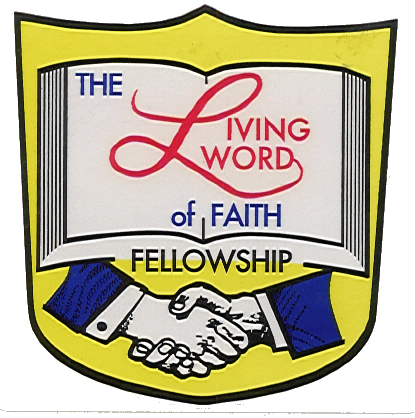 THE
LIVING
WORD
of FAITH
FELLOWSHIP